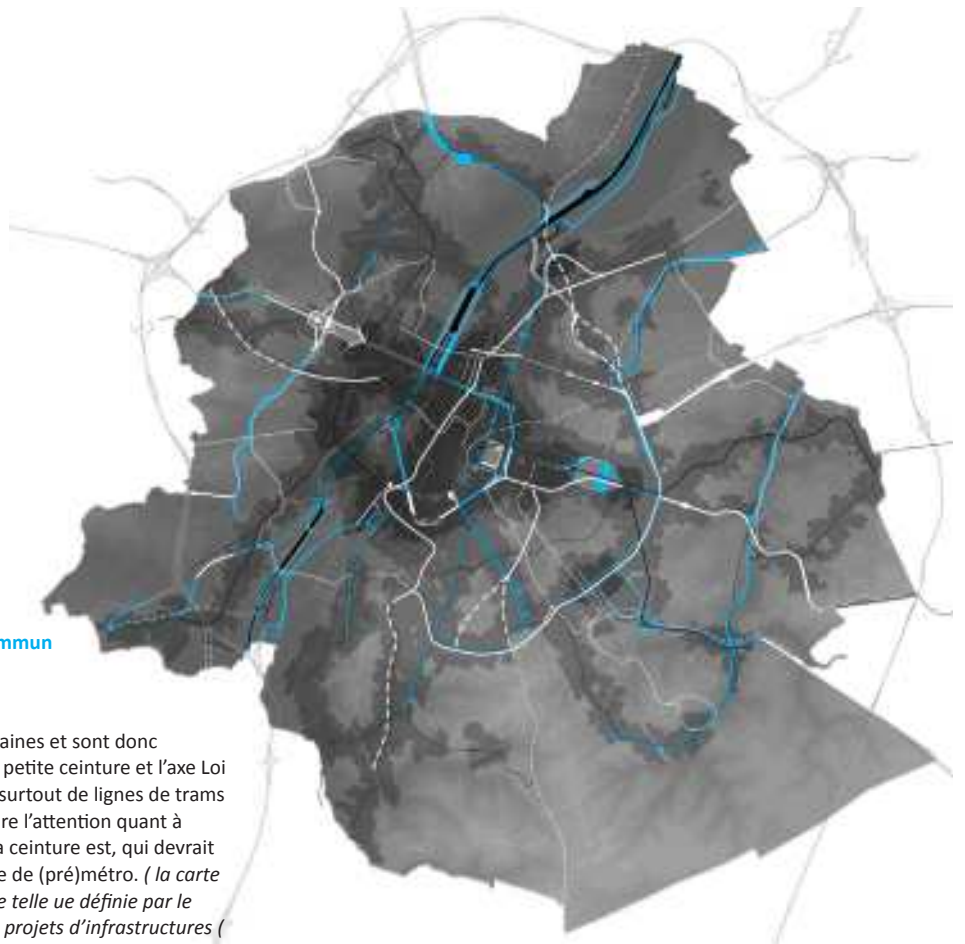 mmun
aines et sont donc
petite ceinture et l’axe Loi
surtout de lignes de trams
re l’attention quant à
a ceinture est, qui devrait
e de (pré)métro. ( la carte
e telle ue définie par le
projets d’infrastructures (